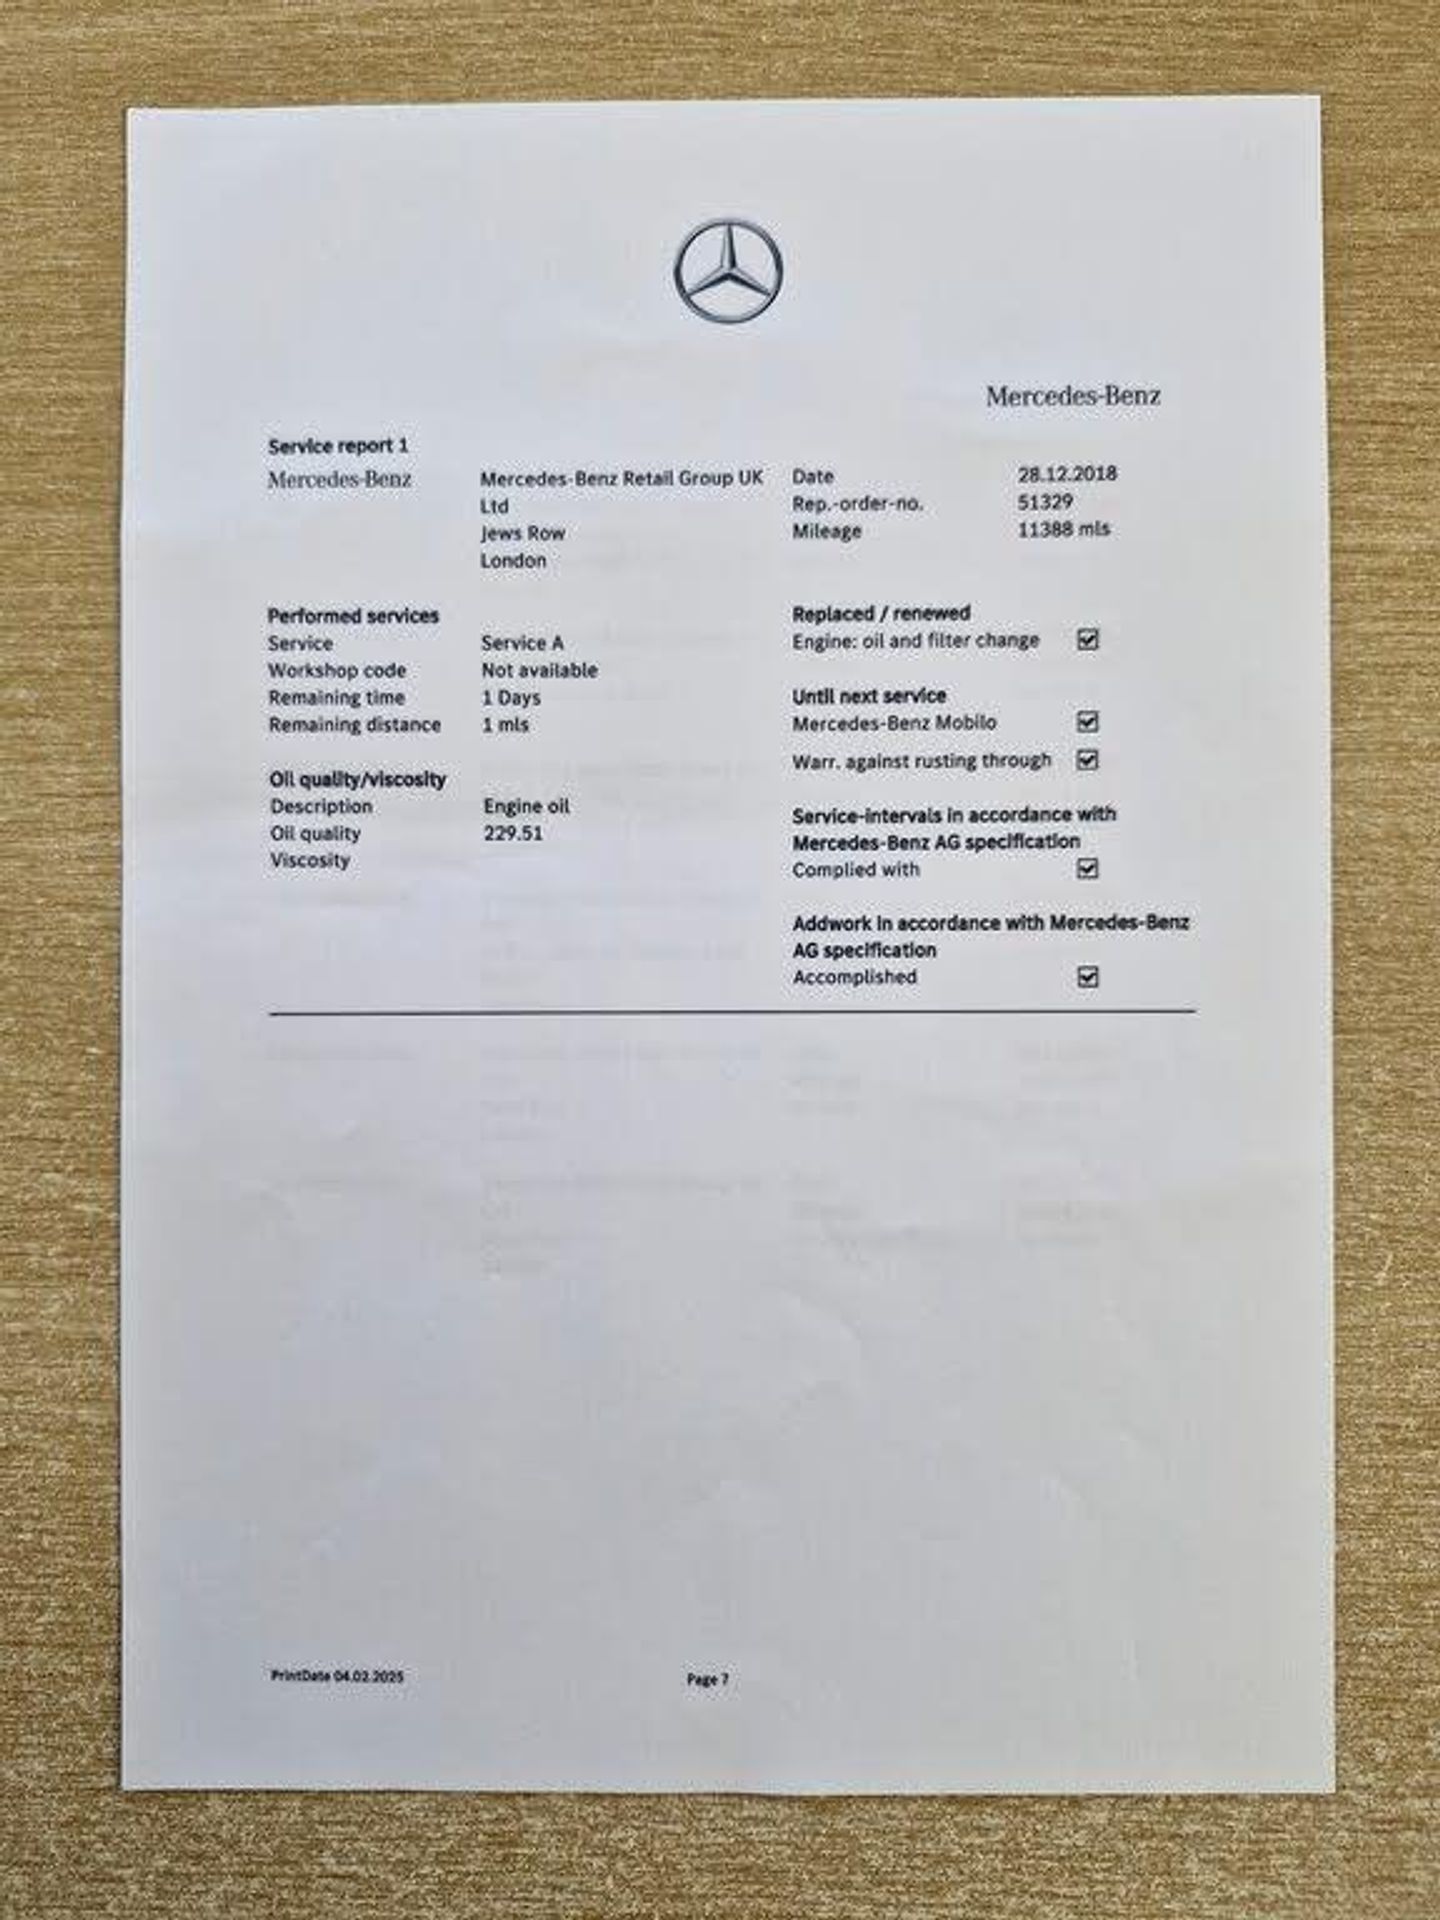 Mercedes-Benz
Service report 1
Mercedes-Benz
Mercedes-Benz Retail Group UK
Ltd
Jews Row
London
Date 28.12.2018
Rep.-order-no. 51329
Mileage 11388 mls
Performed services
Service Service A
Workshop code Not available
Remaining time 1 Days
Remaining distance 1 mls
Oil quality/viscosity
Description Engine oil
Oil quality 229.51
Viscosity
Replaced / renewed
Engine: oil and filter change
Until next service
Mercedes-Benz Mobilo
Warr. against rusting through
Service-intervals in accordance with
Mercedes-Benz AG specification
Complied with
Addwork in accordance with Mercedes-Benz
AG specification
Accomplished
PrintDate 04.02.2025
Page 7